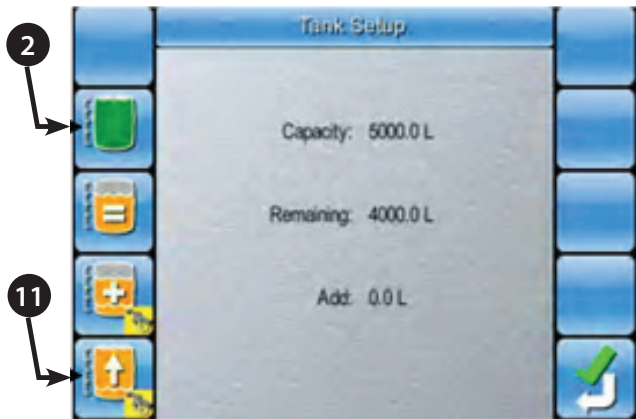 Tank Setup
2
Capacity: 5000.0 L
Remaining: 4000.0 L
11
Add: 0.0 L